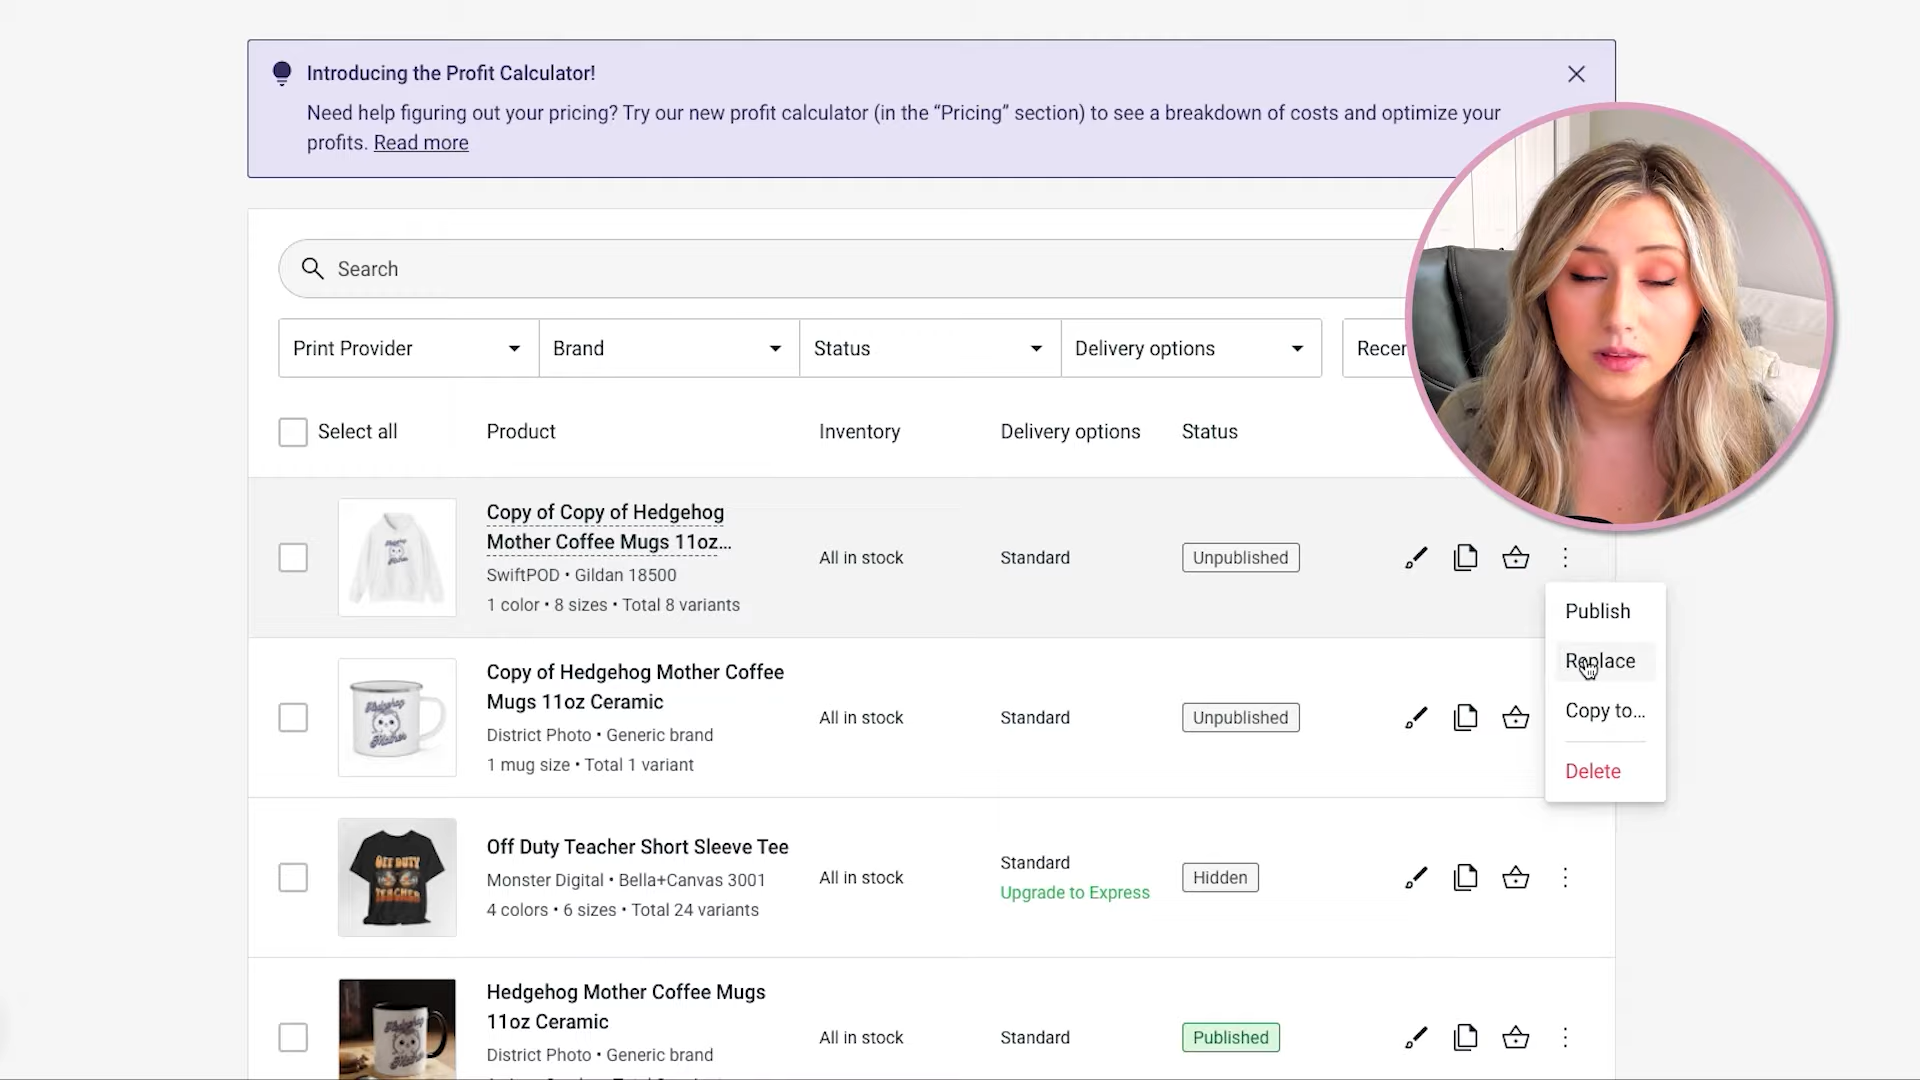 Introducing the Profit Calculator!
Need help figuring out your pricing? Try our new profit calculator (in the “Pricing” section) to see a breakdown of costs and optimize your
profits. Read more
Search
Print Provider
Brand
Status
Delivery options
Recen
Select all
Product
Inventory
Delivery options
Status
Copy of Copy of Hedgehog
Mother Coffee Mugs 11oz...
SwiftPOD • Gildan 18500
1 color • 8 sizes • Total 8 variants
All in stock
Standard
Unpublished
Publish
Replace
Copy to...
Delete
Copy of Hedgehog Mother Coffee
Mugs 11oz Ceramic
District Photo • Generic brand
1 mug size • Total 1 variant
All in stock
Standard
Unpublished
Hedgehog
Mother
OFF DUTY
TEACHER
Off Duty Teacher Short Sleeve Tee
Monster Digital • Bella+Canvas 3001
4 colors • 6 sizes • Total 24 variants
All in stock
Standard
Upgrade to Express
Hidden
Hedgehog Mother Coffee Mugs
11oz Ceramic
District Photo • Generic brand
All in stock
Standard
Published